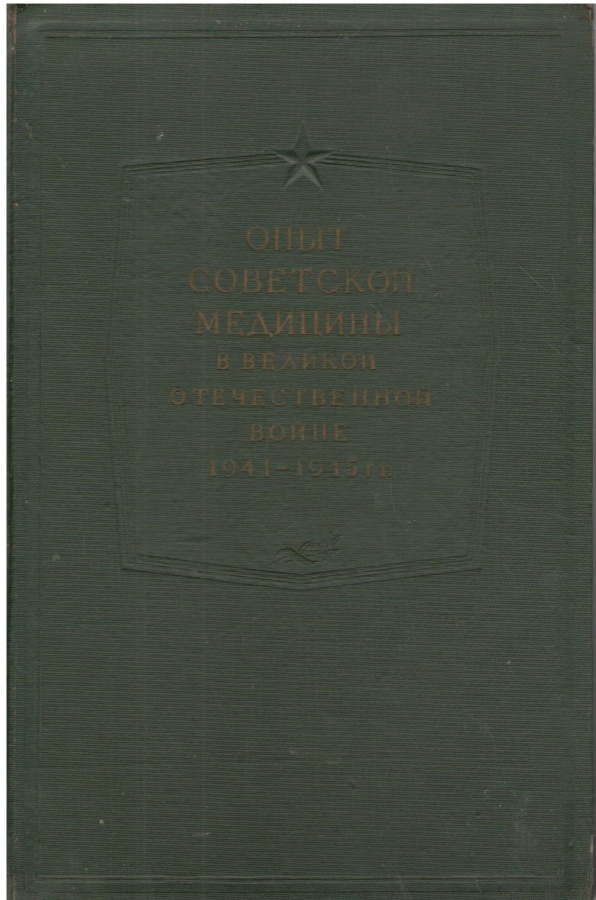 ОПЫТ
СОВЕТСКОЙ
МЕДИЦИНЫ
В ВЕЛИКОЙ
ОТЕЧЕСТВЕННОЙ
ВОЙНЕ
1941–1945 гг.